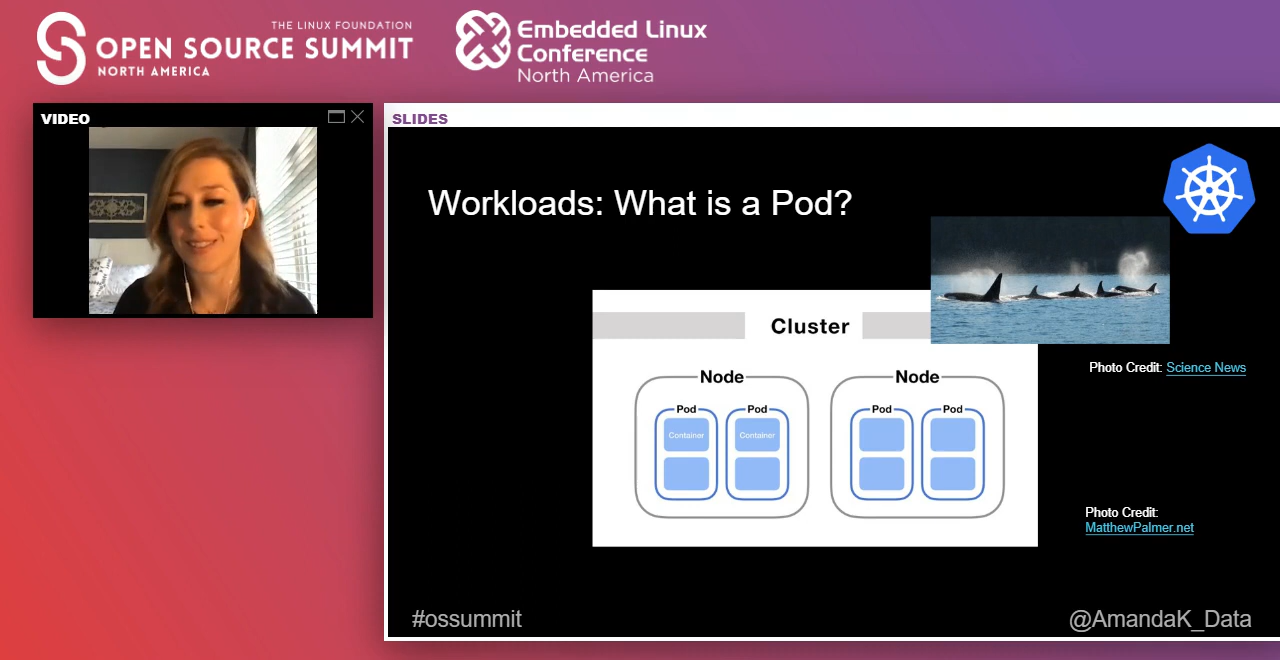 THE LINUX FOUNDATION
OPEN SOURCE SUMMIT
NORTH AMERICA
Embedded Linux
Conference
North America
VIDEO
SLIDES
Workloads: What is a Pod?
Cluster
Node
Node
Pod
Pod
Pod
Pod
Container
Container
Photo Credit: Science News
Photo Credit:
MatthewPalmer.net
#ossummit
@AmandaK_Data